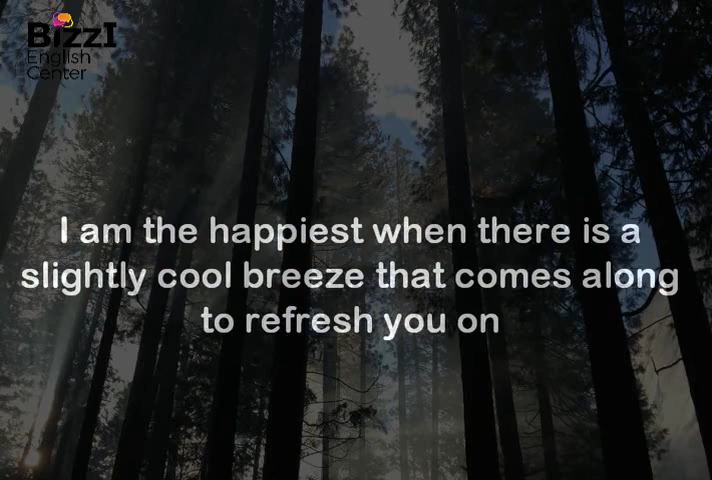 BizzI
English
Center
I am the happiest when there is a
slightly cool breeze that comes along
to refresh you on